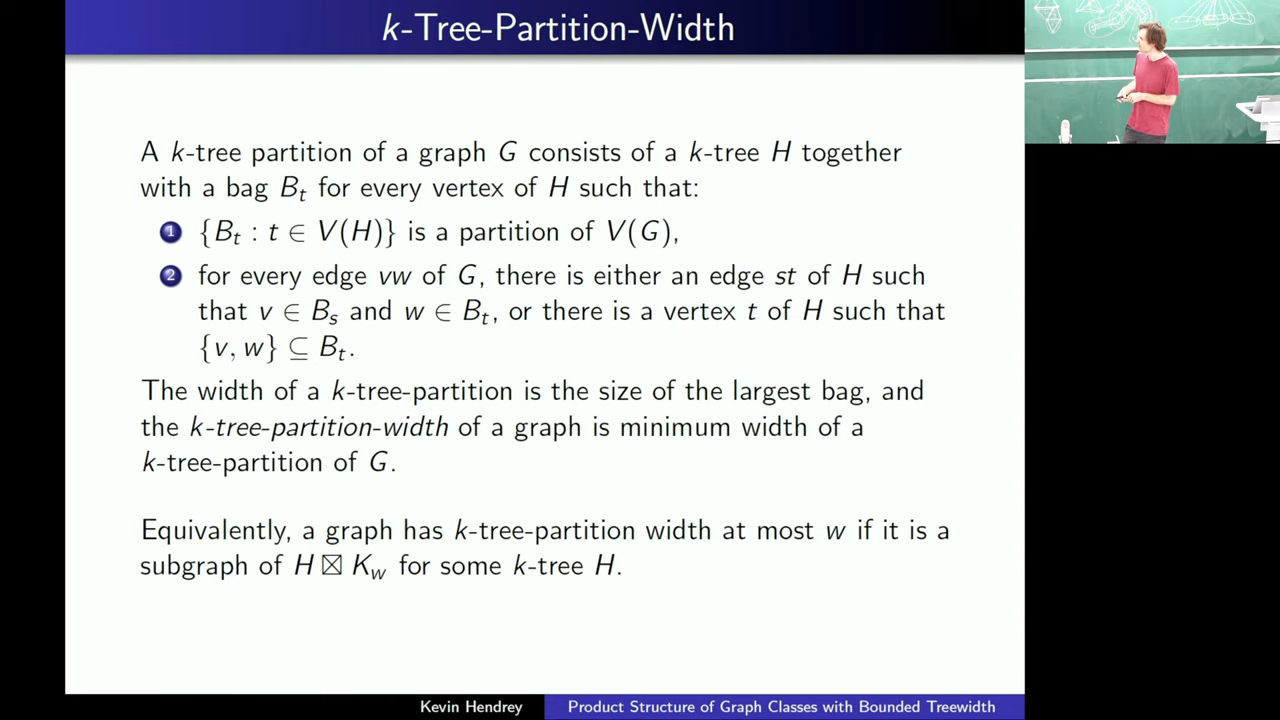 k-Tree-Partition-Width
A k-tree partition of a graph G consists of a k-tree H together
with a bag B_t for every vertex of H such that:
1 {B_t : t ∈ V(H)} is a partition of V(G),
2 for every edge vw of G, there is either an edge st of H such
that v ∈ B_s and w ∈ B_t, or there is a vertex t of H such that
{v, w} ⊆ B_t.
The width of a k-tree-partition is the size of the largest bag, and
the k-tree-partition-width of a graph is minimum width of a
k-tree-partition of G.
Equivalently, a graph has k-tree-partition width at most w if it is a
subgraph of H ⊠ K_w for some k-tree H.
Kevin Hendrey
Product Structure of Graph Classes with Bounded Treewidth